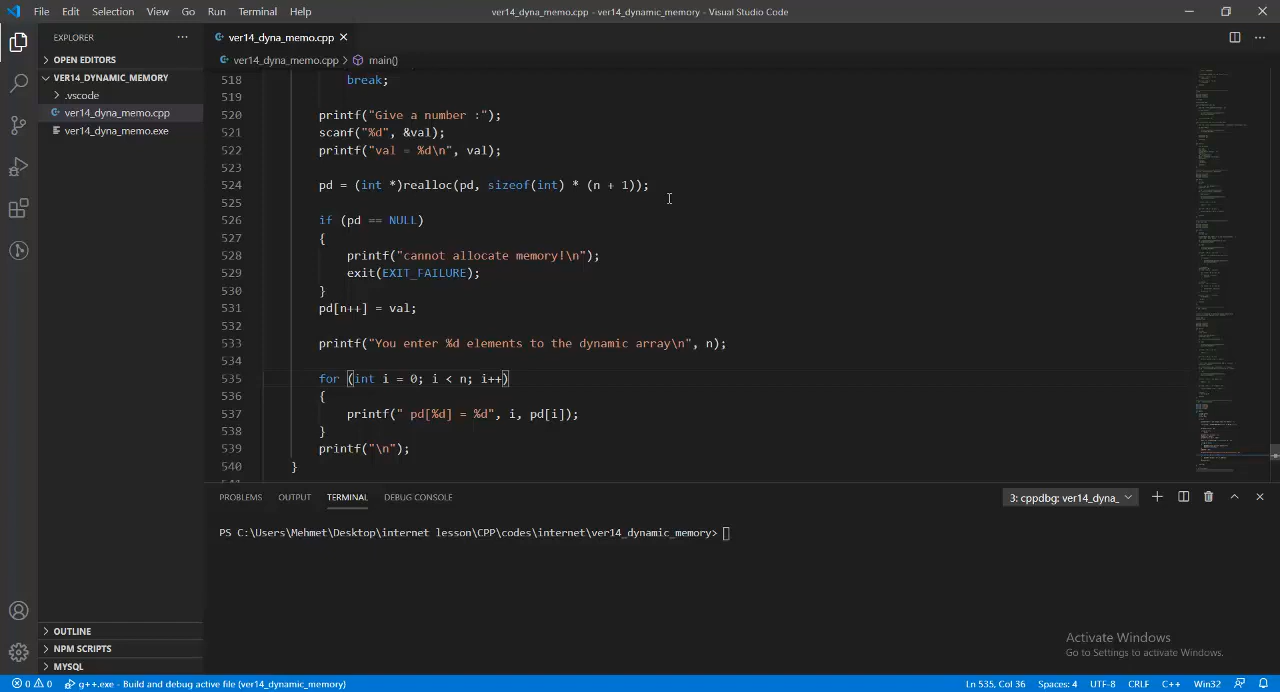 File Edit Selection View Go Run Terminal Help
ver14_dyna_memo.cpp - ver14_dynamic_memory - Visual Studio Code
EXPLORER
OPEN EDITORS
VER14_DYNAMIC_MEMORY
.vscode
ver14_dyna_memo.cpp
ver14_dyna_memo.exe
OUTLINE
NPM SCRIPTS
MYSQL
ver14_dyna_memo.cpp
ver14_dyna_memo.cpp > main()
518 break;
519
520 printf("Give a number :");
521 scanf("%d", &val);
522 printf("val = %d\n", val);
523
524 pd = (int *)realloc(pd, sizeof(int) * (n + 1));
525
526 if (pd == NULL)
527 {
528 printf("cannot allocate memory!\n");
529 exit(EXIT_FAILURE);
530 }
531 pd[n++] = val;
532
533 printf("You enter %d elements to the dynamic array\n", n);
534
535 for (int i = 0; i < n; i++)
536 {
537 printf(" pd[%d] = %d", i, pd[i]);
538 }
539 printf("\n");
540 }
PROBLEMS OUTPUT TERMINAL DEBUG CONSOLE
3: cppdbg: ver14_dyna_
PS C:\Users\Mehmet\Desktop\internet lesson\CPP\codes\internet\ver14_dynamic_memory>
Activate Windows
Go to Settings to activate Windows.
0 0 g++.exe - Build and debug active file (ver14_dynamic_memory)
Ln 535, Col 36 Spaces: 4 UTF-8 CRLF C++ Win32